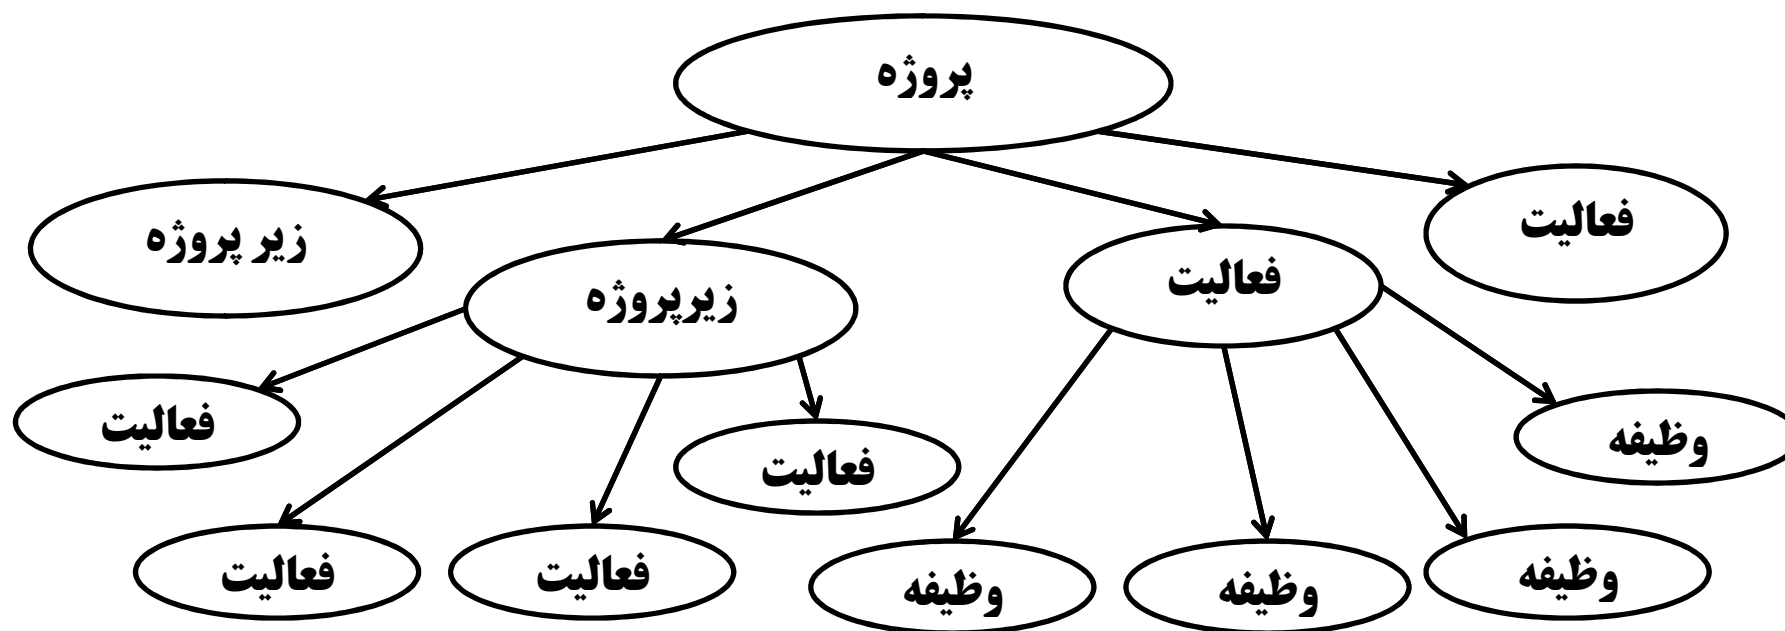 پروژه
فعالیت
فعالیت
زیرپروژه
زیر پروژه
وظیفه
وظیفه
وظیفه
وظیفه
فعالیت
فعالیت
فعالیت
فعالیت